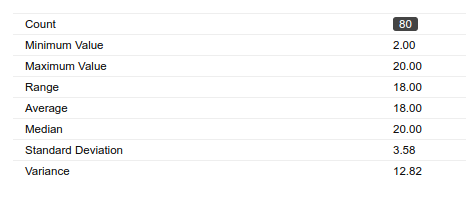 Count 80
Minimum Value 2.00
Maximum Value 20.00
Range 18.00
Average 18.00
Median 20.00
Standard Deviation 3.58
Variance 12.82